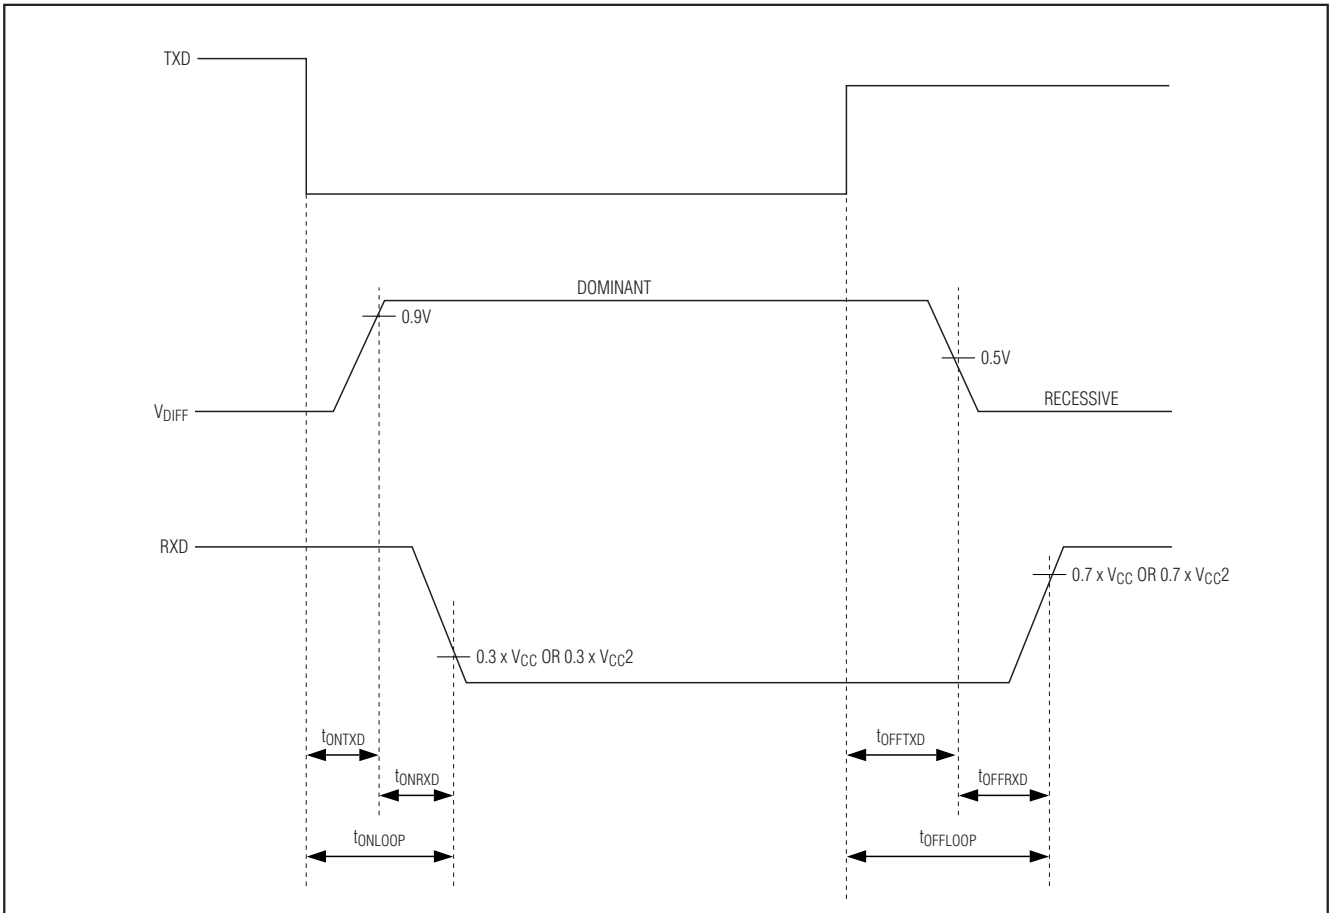 TXD
DOMINANT
0.9V
0.5V
VDIFF
RECESSIVE
RXD
0.7 x VCC OR 0.7 x VCC2
0.3 x VCC OR 0.3 x VCC2
tONTXD
tOFFTXD
tONRXD
tOFFRXD
tONLOOP
tOFFLOOP